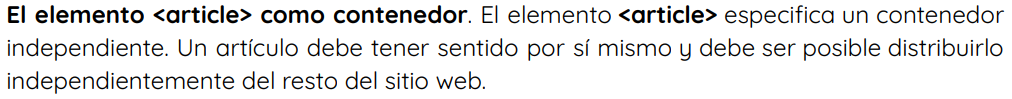 El elemento <article> como contenedor. El elemento <article> especifica un contenedor
independiente. Un artículo debe tener sentido por sí mismo y debe ser posible distribuirlo
independientemente del resto del sitio web.